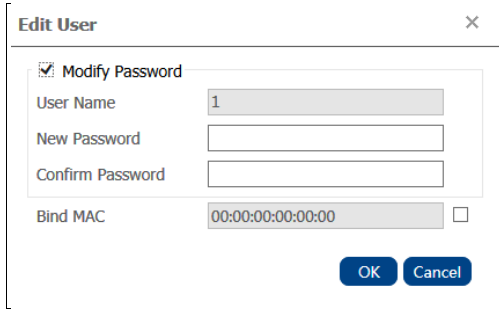 Edit User
Modify Password
User Name 1
New Password
Confirm Password
Bind MAC 00:00:00:00:00:00
OK Cancel